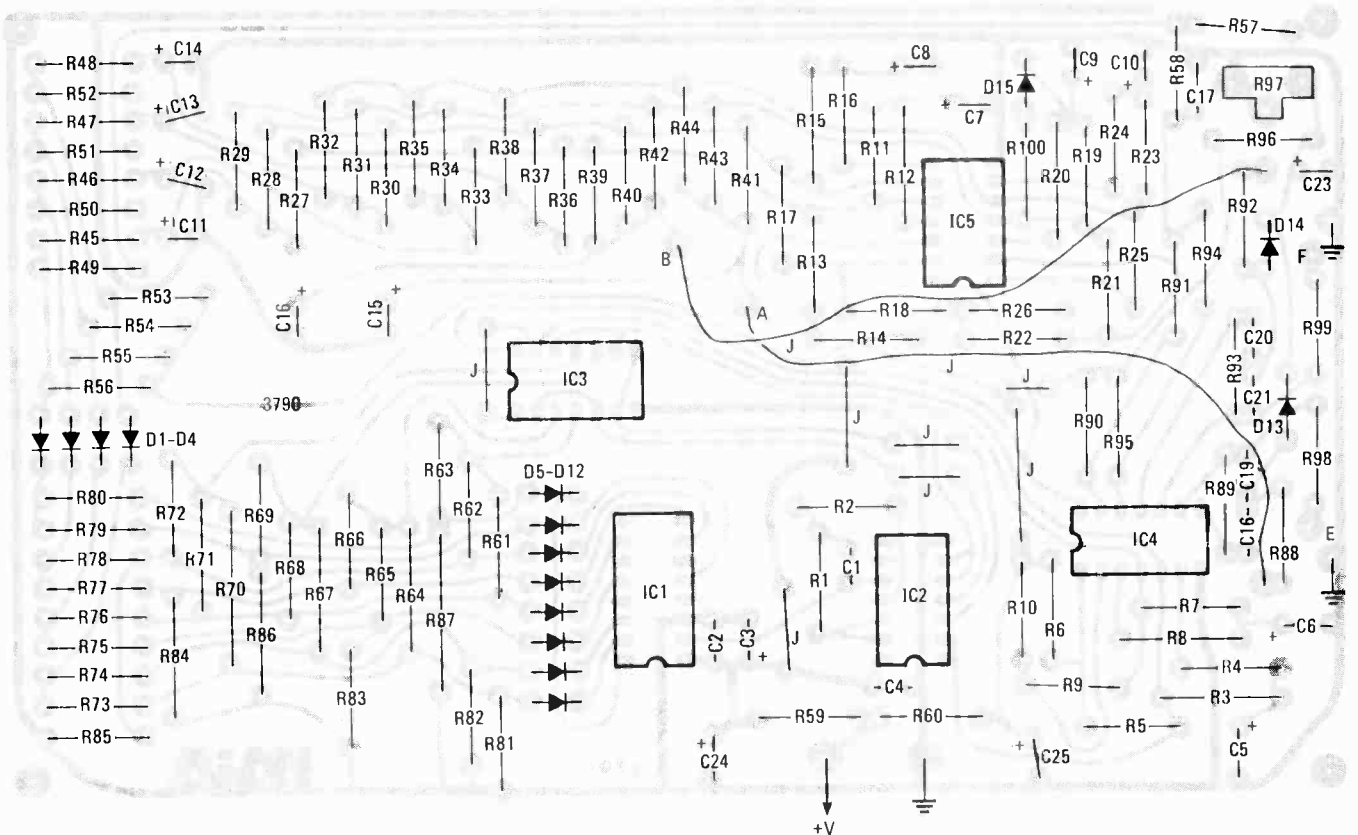 R57
+ C14
R48
C8
+
C9
C10
R58
D15
R97
R52
+ C13
R47
R16
R15
+ C7
+
+
C17
R44
R24
R51
R29
R28
R27
R32
R31
R30
R35
R34
R33
R38
R37
R36
R39
R40
R42
R43
R41
R11
R12
R100
R20
R19
R23
R96
+ C12
R46
R17
+
C23
R50
R92
+ C11
R45
IC5
D14
R49
B
R13
R21
R25
R91
R94
F
R53
C16 +
C15 +
A
R18
R26
R54
R99
R14
R22
J
C20
R93
R55
J
IC3
J
J
R56
C21
3790
D13
J
R90
R95
D1-D4
J
R98
R63
J
D5-D12
J
R89
C19
R80
R72
R69
R62
R2
R79
R71
R66
R61
C16
R88
E
R78
R70
R68
R67
R65
R64
R87
IC4
R77
R86
IC1
R1
C1
IC2
R76
R10
R6
R7
R75
R84
C2
C3
+
J
R8
+
C6
R74
R4
R83
C4
R9
R3
R73
R82
R59
R60
R5
R85
R81
+
C24
+
C25
+
C5
+V